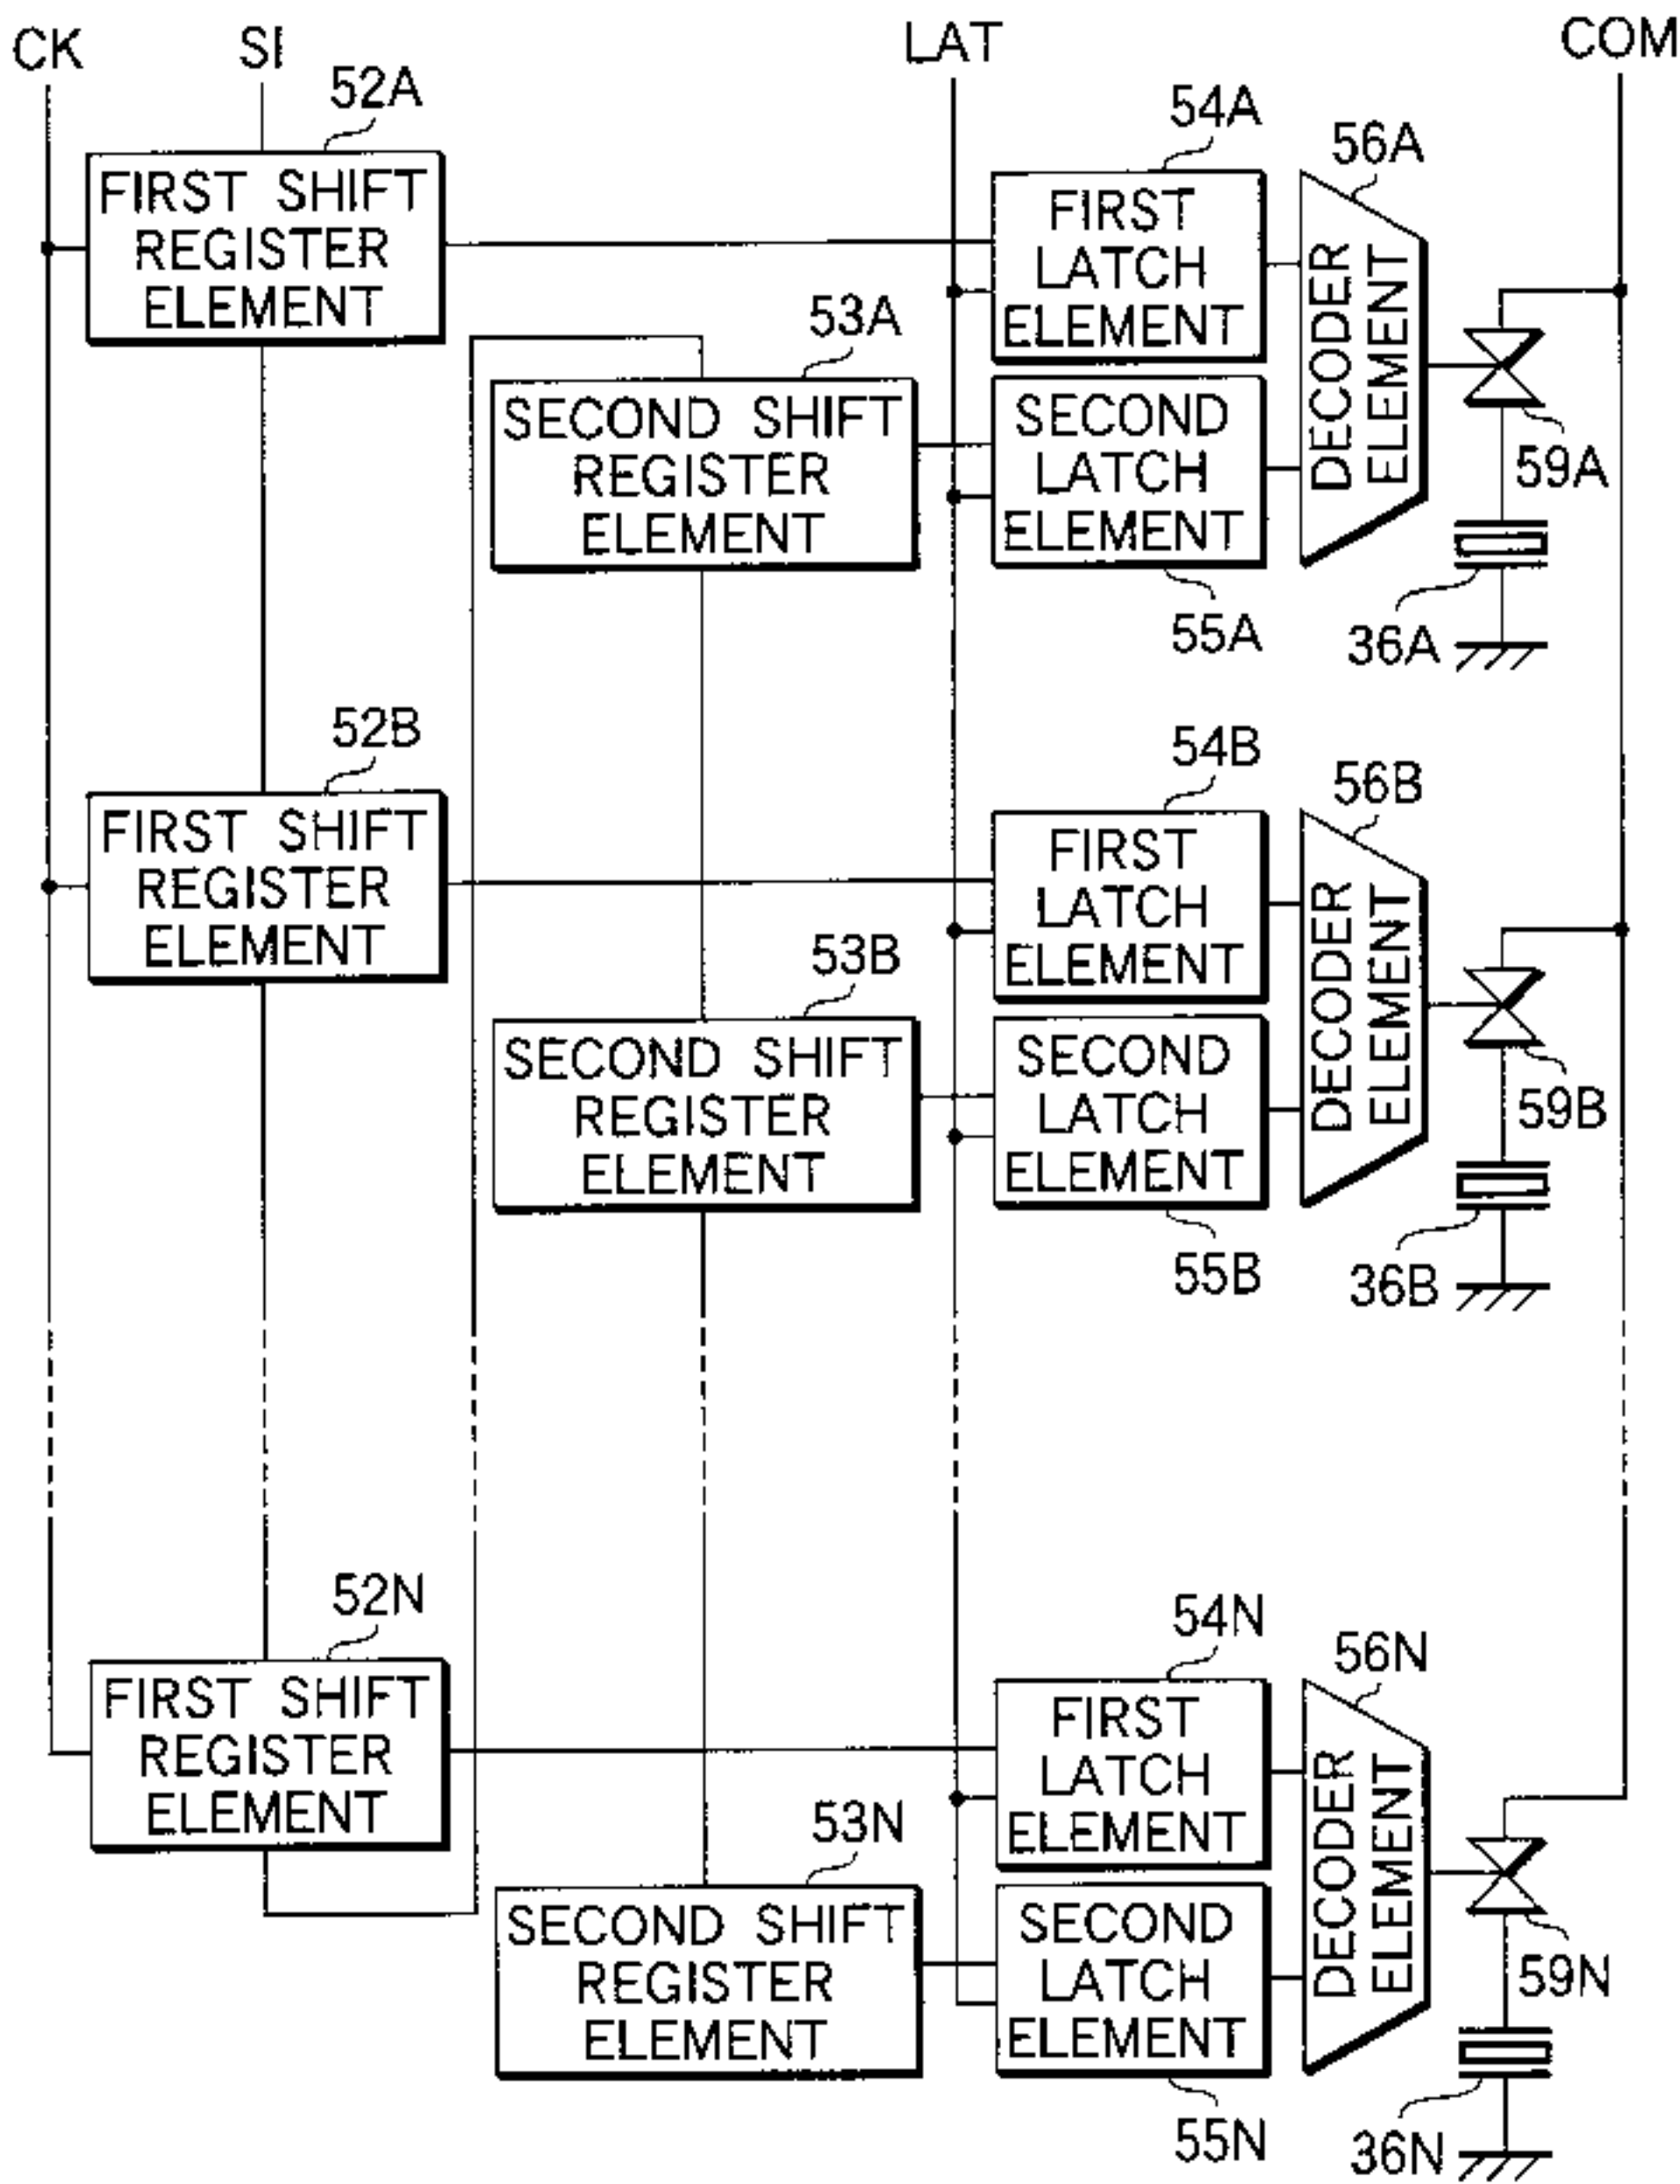 CK
SI
LAT
COM
52A
FIRST SHIFT
REGISTER
ELEMENT
53A
SECOND SHIFT
REGISTER
ELEMENT
54A
FIRST
LATCH
ELEMENT
SECOND
LATCH
ELEMENT
55A
56A
DECODER
ELEMENT
59A
36A
52B
FIRST SHIFT
REGISTER
ELEMENT
53B
SECOND SHIFT
REGISTER
ELEMENT
54B
FIRST
LATCH
ELEMENT
SECOND
LATCH
ELEMENT
55B
56B
DECODER
ELEMENT
59B
36B
52N
FIRST SHIFT
REGISTER
ELEMENT
53N
SECOND SHIFT
REGISTER
ELEMENT
54N
FIRST
LATCH
ELEMENT
SECOND
LATCH
ELEMENT
55N
56N
DECODER
ELEMENT
59N
36N